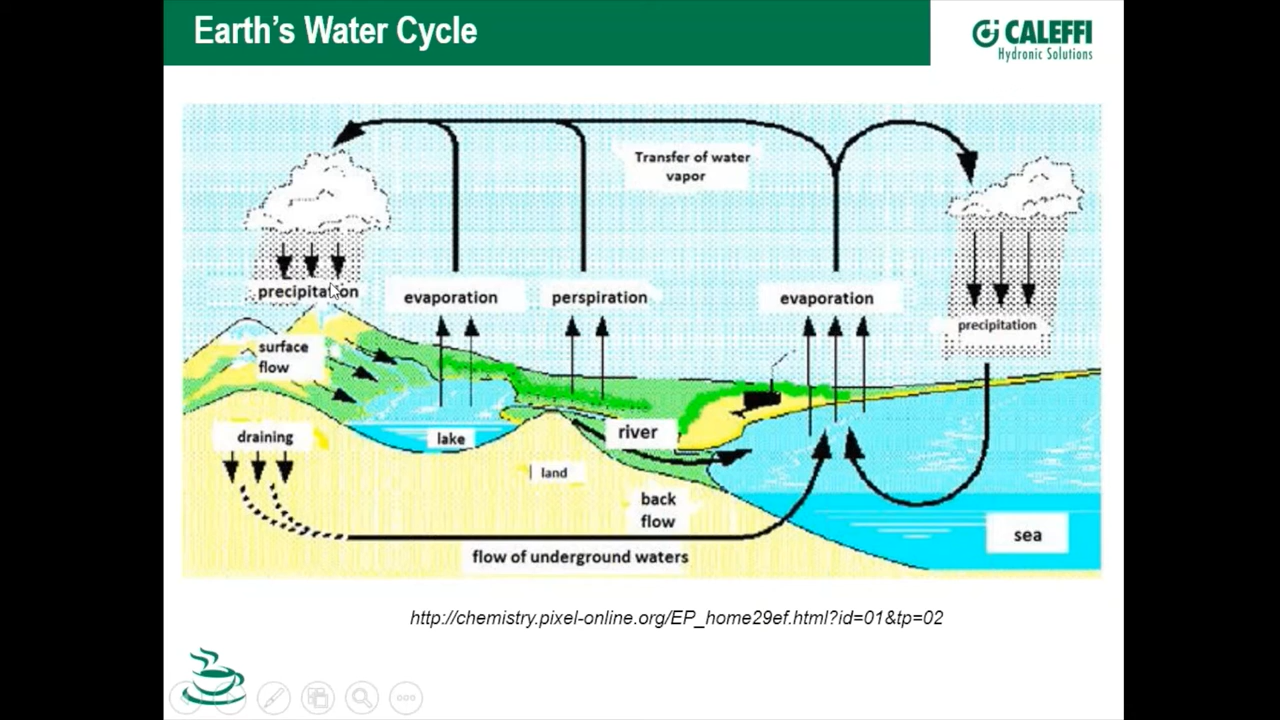 Earth's Water Cycle
CALEFFI
Hydronic Solutions
Transfer of water
vapor
precipitation
evaporation
perspiration
evaporation
precipitation
surface
flow
draining
lake
river
land
back
flow
sea
flow of underground waters
http://chemistry.pixel-online.org/EP_home29ef.html?id=01&tp=02